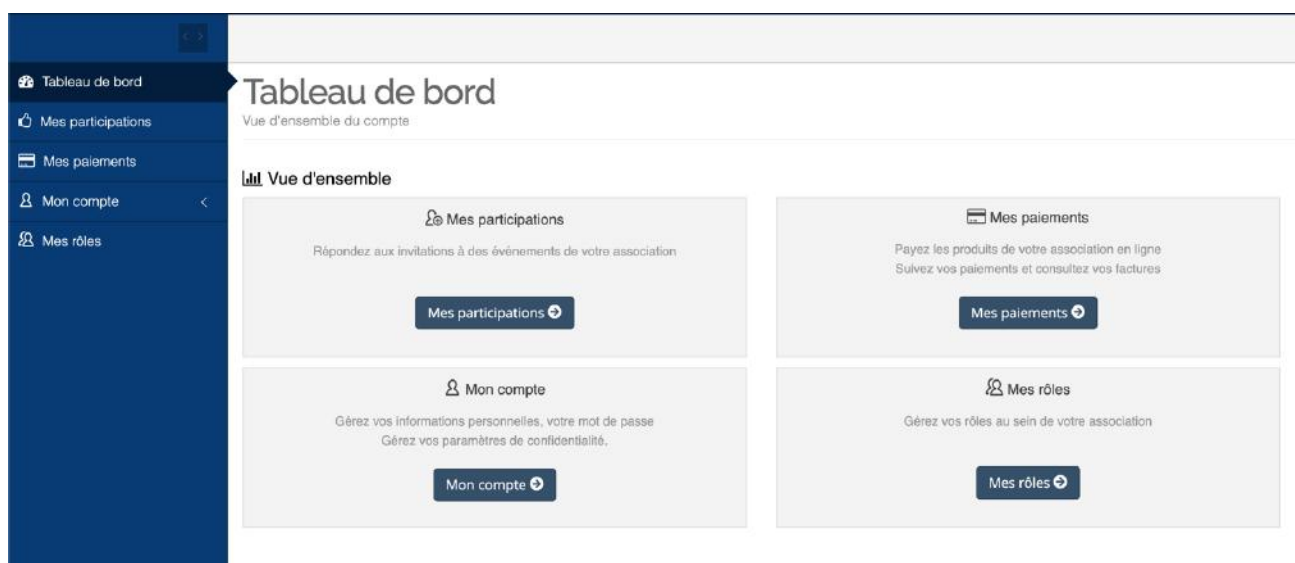 Tableau de bord
Mes participations
Mes paiements
Mon compte
Mes rôles
Tableau de bord
Vue d'ensemble du compte
Vue d'ensemble
Mes participations
Répondez aux invitations à des événements de votre association
Mes participations
Mes paiements
Payez les produits de votre association en ligne
Suivez vos paiements et consultez vos factures
Mes paiements
Mon compte
Gérez vos informations personnelles, votre mot de passe
Gérez vos paramètres de confidentialité.
Mon compte
Mes rôles
Gérez vos rôles au sein de votre association
Mes rôles